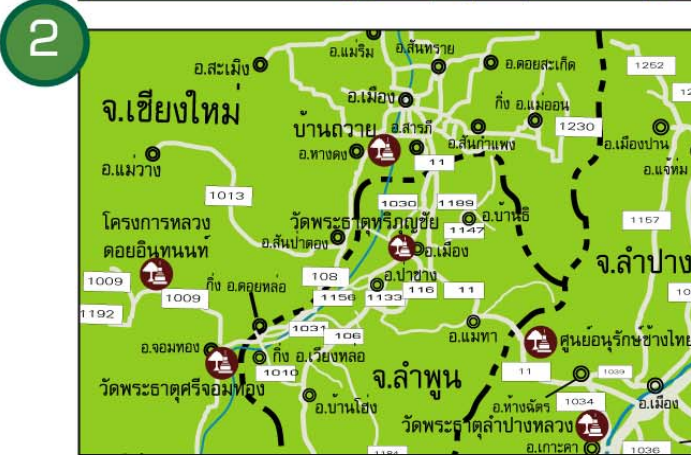 2
อ.แม่ริม
อ.สันทราย
อ.สะเมิง
อ.ดอยสะเก็ด
1252
จ.เชียงใหม่
อ.เมือง
กิ่ง อ.แม่ออน
บ้านถวาย
อ.สารภี
1230
อ.หางดง
อ.สันกำแพง
อ.เมืองปาน
11
อ.แม่วาง
อ.แจ้ห่ม
1013
1030
1189
โครงการหลวง
ดอยอินทนนท์
วัดพระธาตุหริภุญชัย
อ.บ้านธิ
1157
1147
อ.สันป่าตอง
อ.เมือง
จ.ลำปาง
1009
108
อ.ป่าซาง
กิ่ง อ.ดอยหล่อ
1009
1156
1133
116
11
1192
1031
106
อ.แม่ทา
ศูนย์อนุรักษ์ช้างไทย
อ.จอมทอง
กิ่ง อ.เวียงหล่อ
1010
11
1039
วัดพระธาตุศรีจอมทอง
จ.ลำพูน
อ.บ้านโฮ่ง
อ.ห้างฉัตร
1034
อ.เมือง
วัดพระธาตุลำปางหลวง
อ.เกาะคา
1036